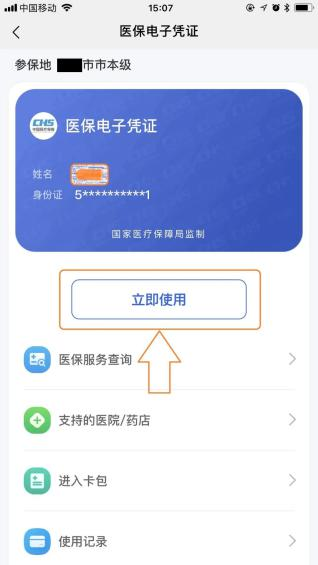 中国移动
15:07
医保电子凭证
参保地
市市本级
CHS
医保电子凭证
姓名
身份证 5**********1
国家医疗保障局监制
立即使用
医保服务查询
支持的医院/药店
进入卡包
使用记录